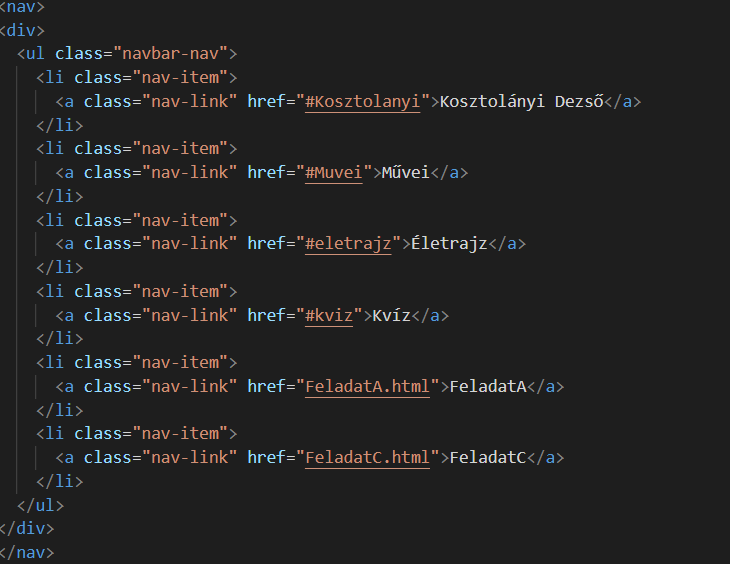 <nav>
<div>
<ul class="navbar-nav">
<li class="nav-item">
<a class="nav-link" href="#Kosztolanyi">Kosztolányi Dezső</a>
</li>
<li class="nav-item">
<a class="nav-link" href="#Muvei">Művei</a>
</li>
<li class="nav-item">
<a class="nav-link" href="#eletrajz">Életrajz</a>
</li>
<li class="nav-item">
<a class="nav-link" href="#kviz">Kvíz</a>
</li>
<li class="nav-item">
<a class="nav-link" href="FeladatA.html">FeladatA</a>
</li>
<li class="nav-item">
<a class="nav-link" href="FeladatC.html">FeladatC</a>
</li>
</ul>
</div>
</nav>